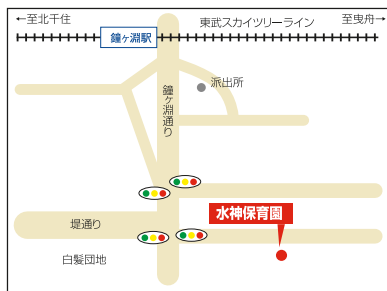 ←至北千住
東武スカイツリーライン
至曳舟→
鐘ヶ淵駅
派出所
鐘ヶ淵通り
水神保育園
堤通り
白髪団地